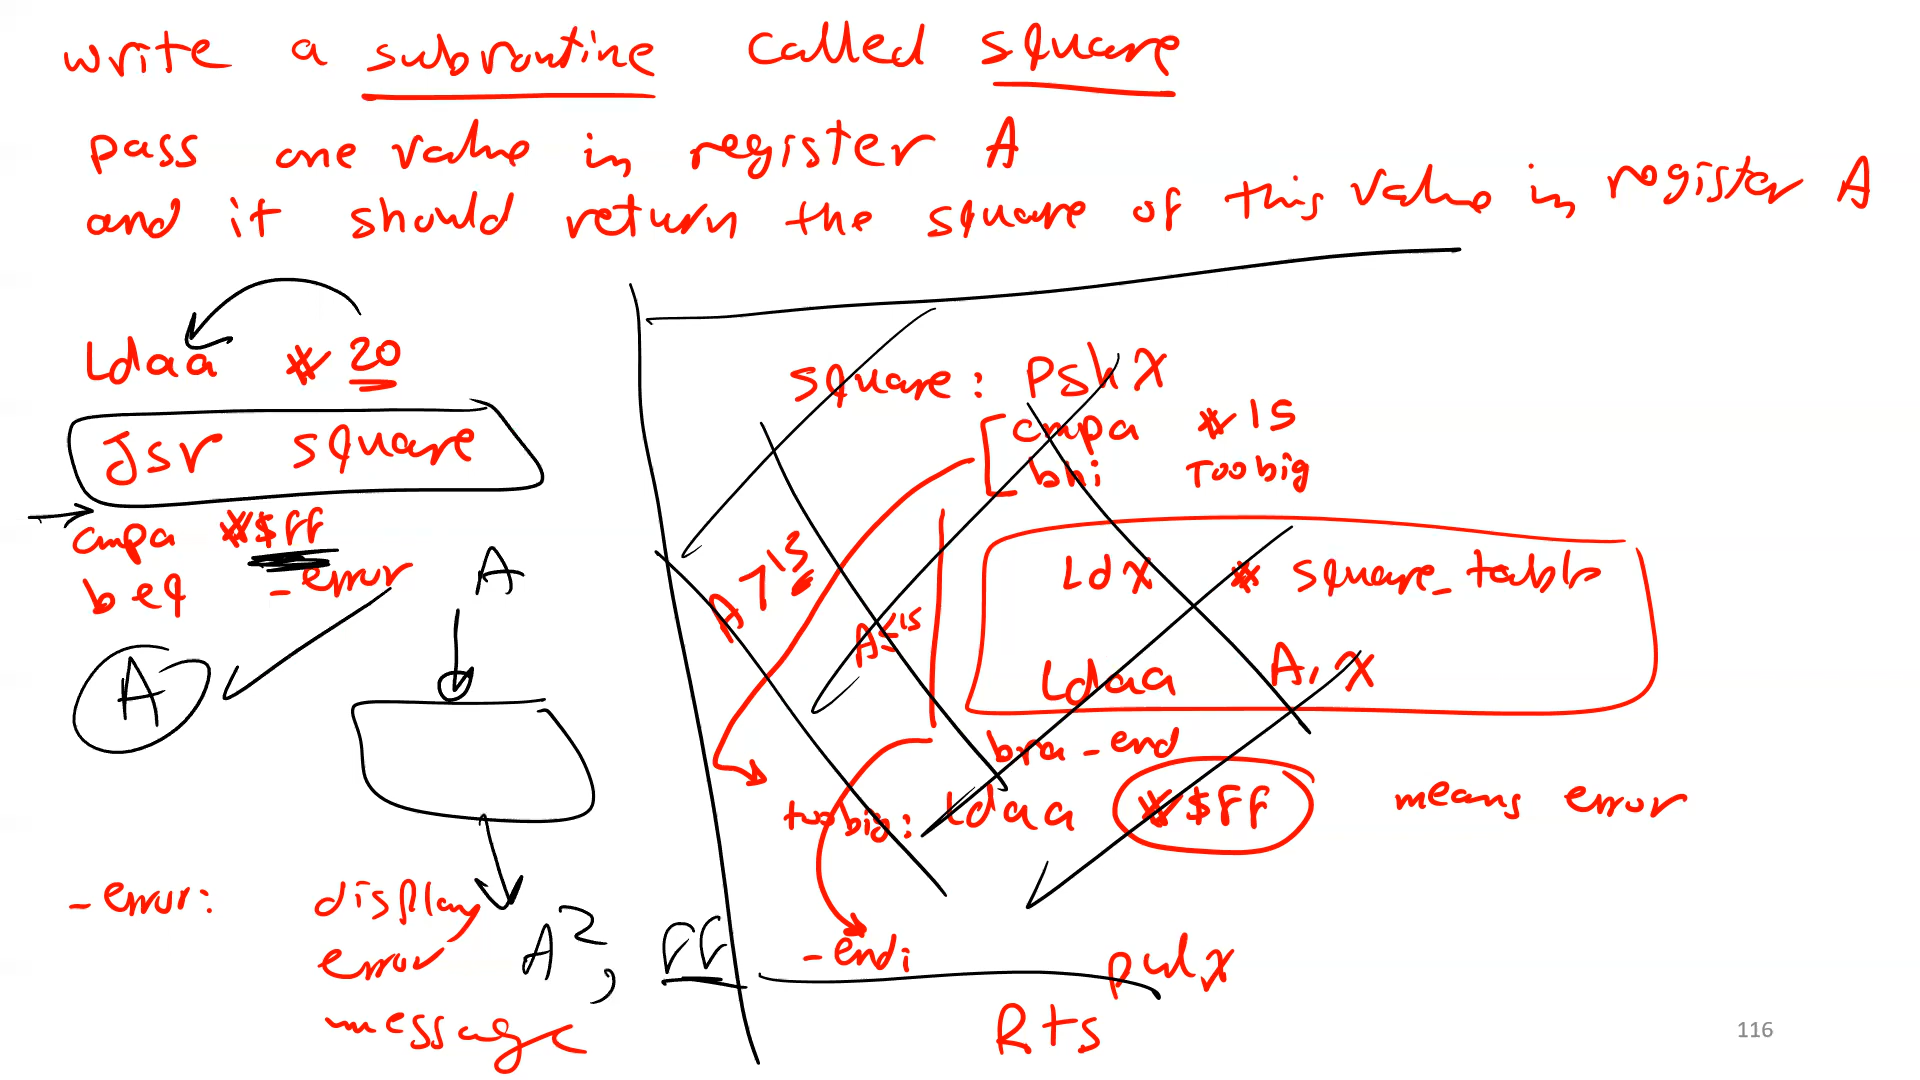 write a subroutine called square
pass one value in register A
and it should return the square of this value in register A
Ldaa # 20
Jsr square
cmpa #$FF
beq _error
A
A
A², FF
_error: display
error
message
square: pshx
cmpa #15
bhi Toobig
A>15
A≤15
Ldx # square_table
Ldaa A,X
bra _end
toobig: Ldaa #$FF means error
_end: pulx
Rts
116